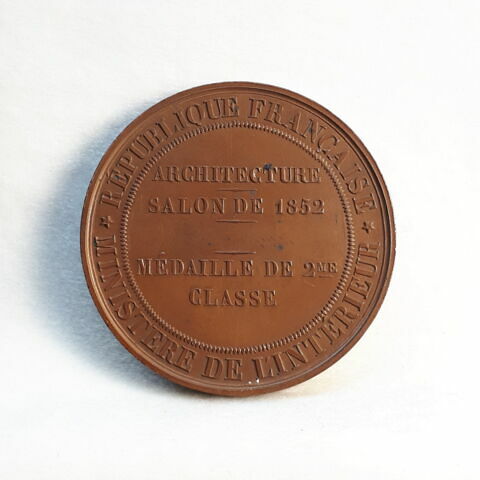 RÉPUBLIQUE FRANÇAISE
ARCHITECTURE
SALON DE 1852
MÉDAILLE DE 2ME
CLASSE
MINISTÈRE DE L'INTÉRIEUR